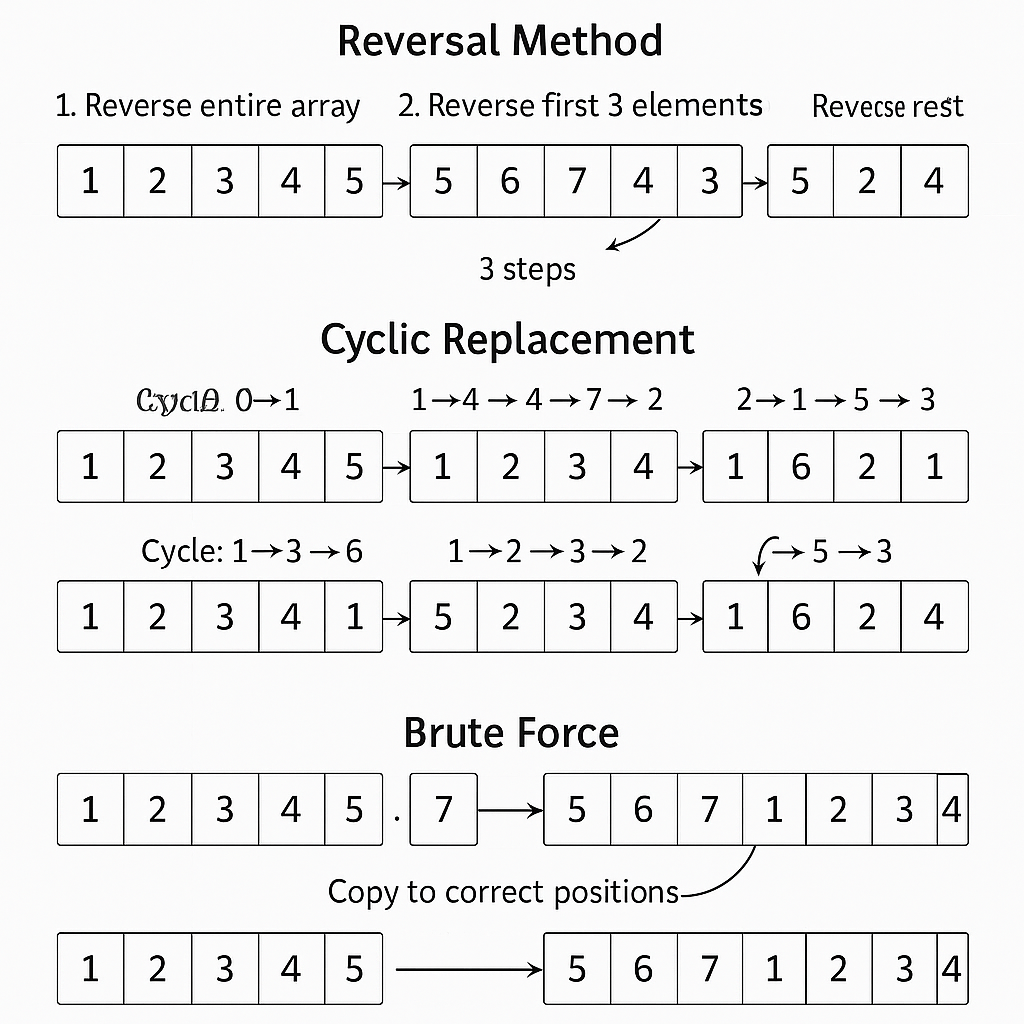 Reversal Method
1. Reverse entire array 2. Reverse first 3 elements Reverse rest
1 2 3 4 5 → 5 6 7 4 3 → 5 2 4
3 steps
Cyclic Replacement
0→1 1→4→4→7→2 2→1→5→3
1 2 3 4 5 → 1 2 3 4 → 1 6 2 1
Cycle: 1→3→6 1→2→3→2 → 5 → 3
1 2 3 4 1 → 5 2 3 4 → 1 6 2 4
Brute Force
1 2 3 4 5 . 7 → 5 6 7 1 2 3 4
Copy to correct positions
1 2 3 4 5 → 5 6 7 1 2 3 4